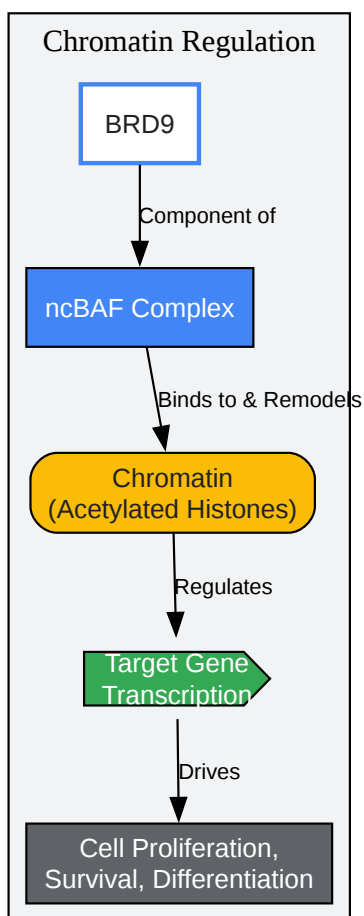 Chromatin Regulation
BRD9
Component of
ncBAF Complex
Binds to & Remodels
Chromatin
(Acetylated Histones)
Regulates
Target Gene
Transcription
Drives
Cell Proliferation,
Survival, Differentiation